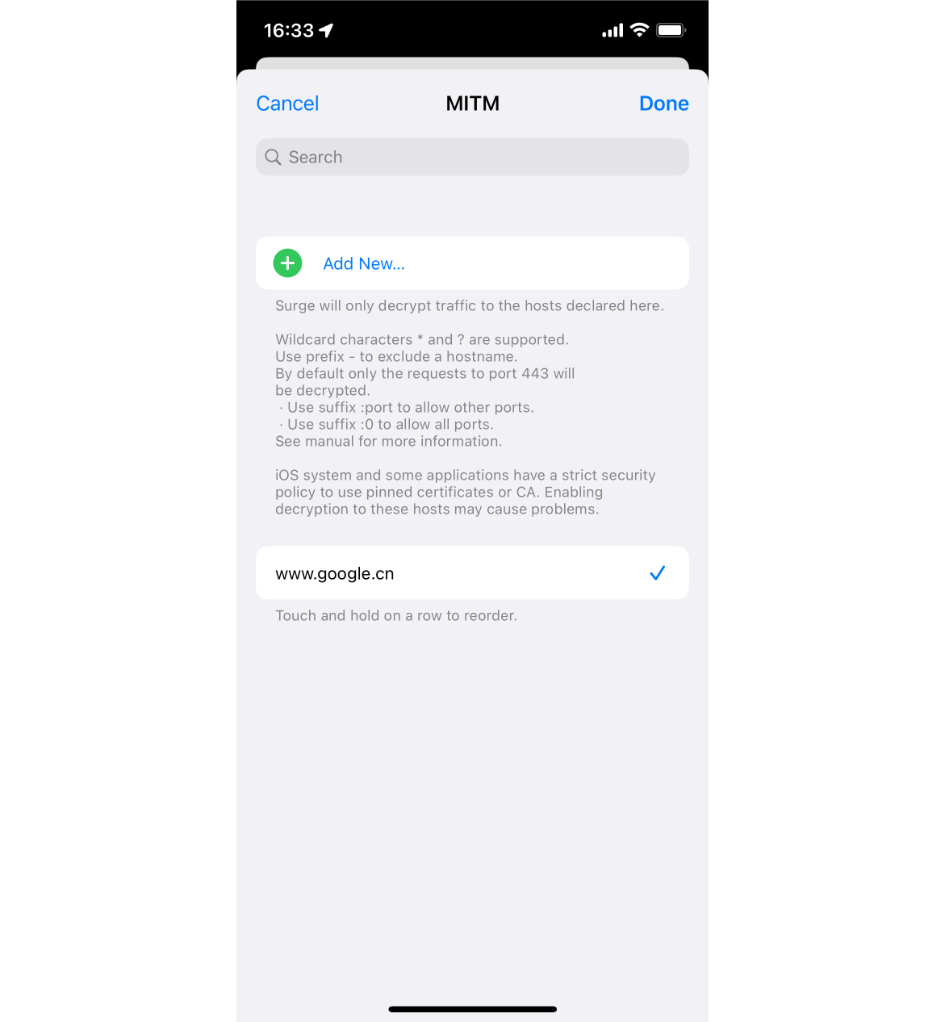 16:33
Cancel MITM Done
Search
Add New...
Surge will only decrypt traffic to the hosts declared here.
Wildcard characters * and ? are supported.
Use prefix - to exclude a hostname.
By default only the requests to port 443 will
be decrypted.
· Use suffix :port to allow other ports.
· Use suffix :0 to allow all ports.
See manual for more information.
iOS system and some applications have a strict security
policy to use pinned certificates or CA. Enabling
decryption to these hosts may cause problems.
www.google.cn
Touch and hold on a row to reorder.